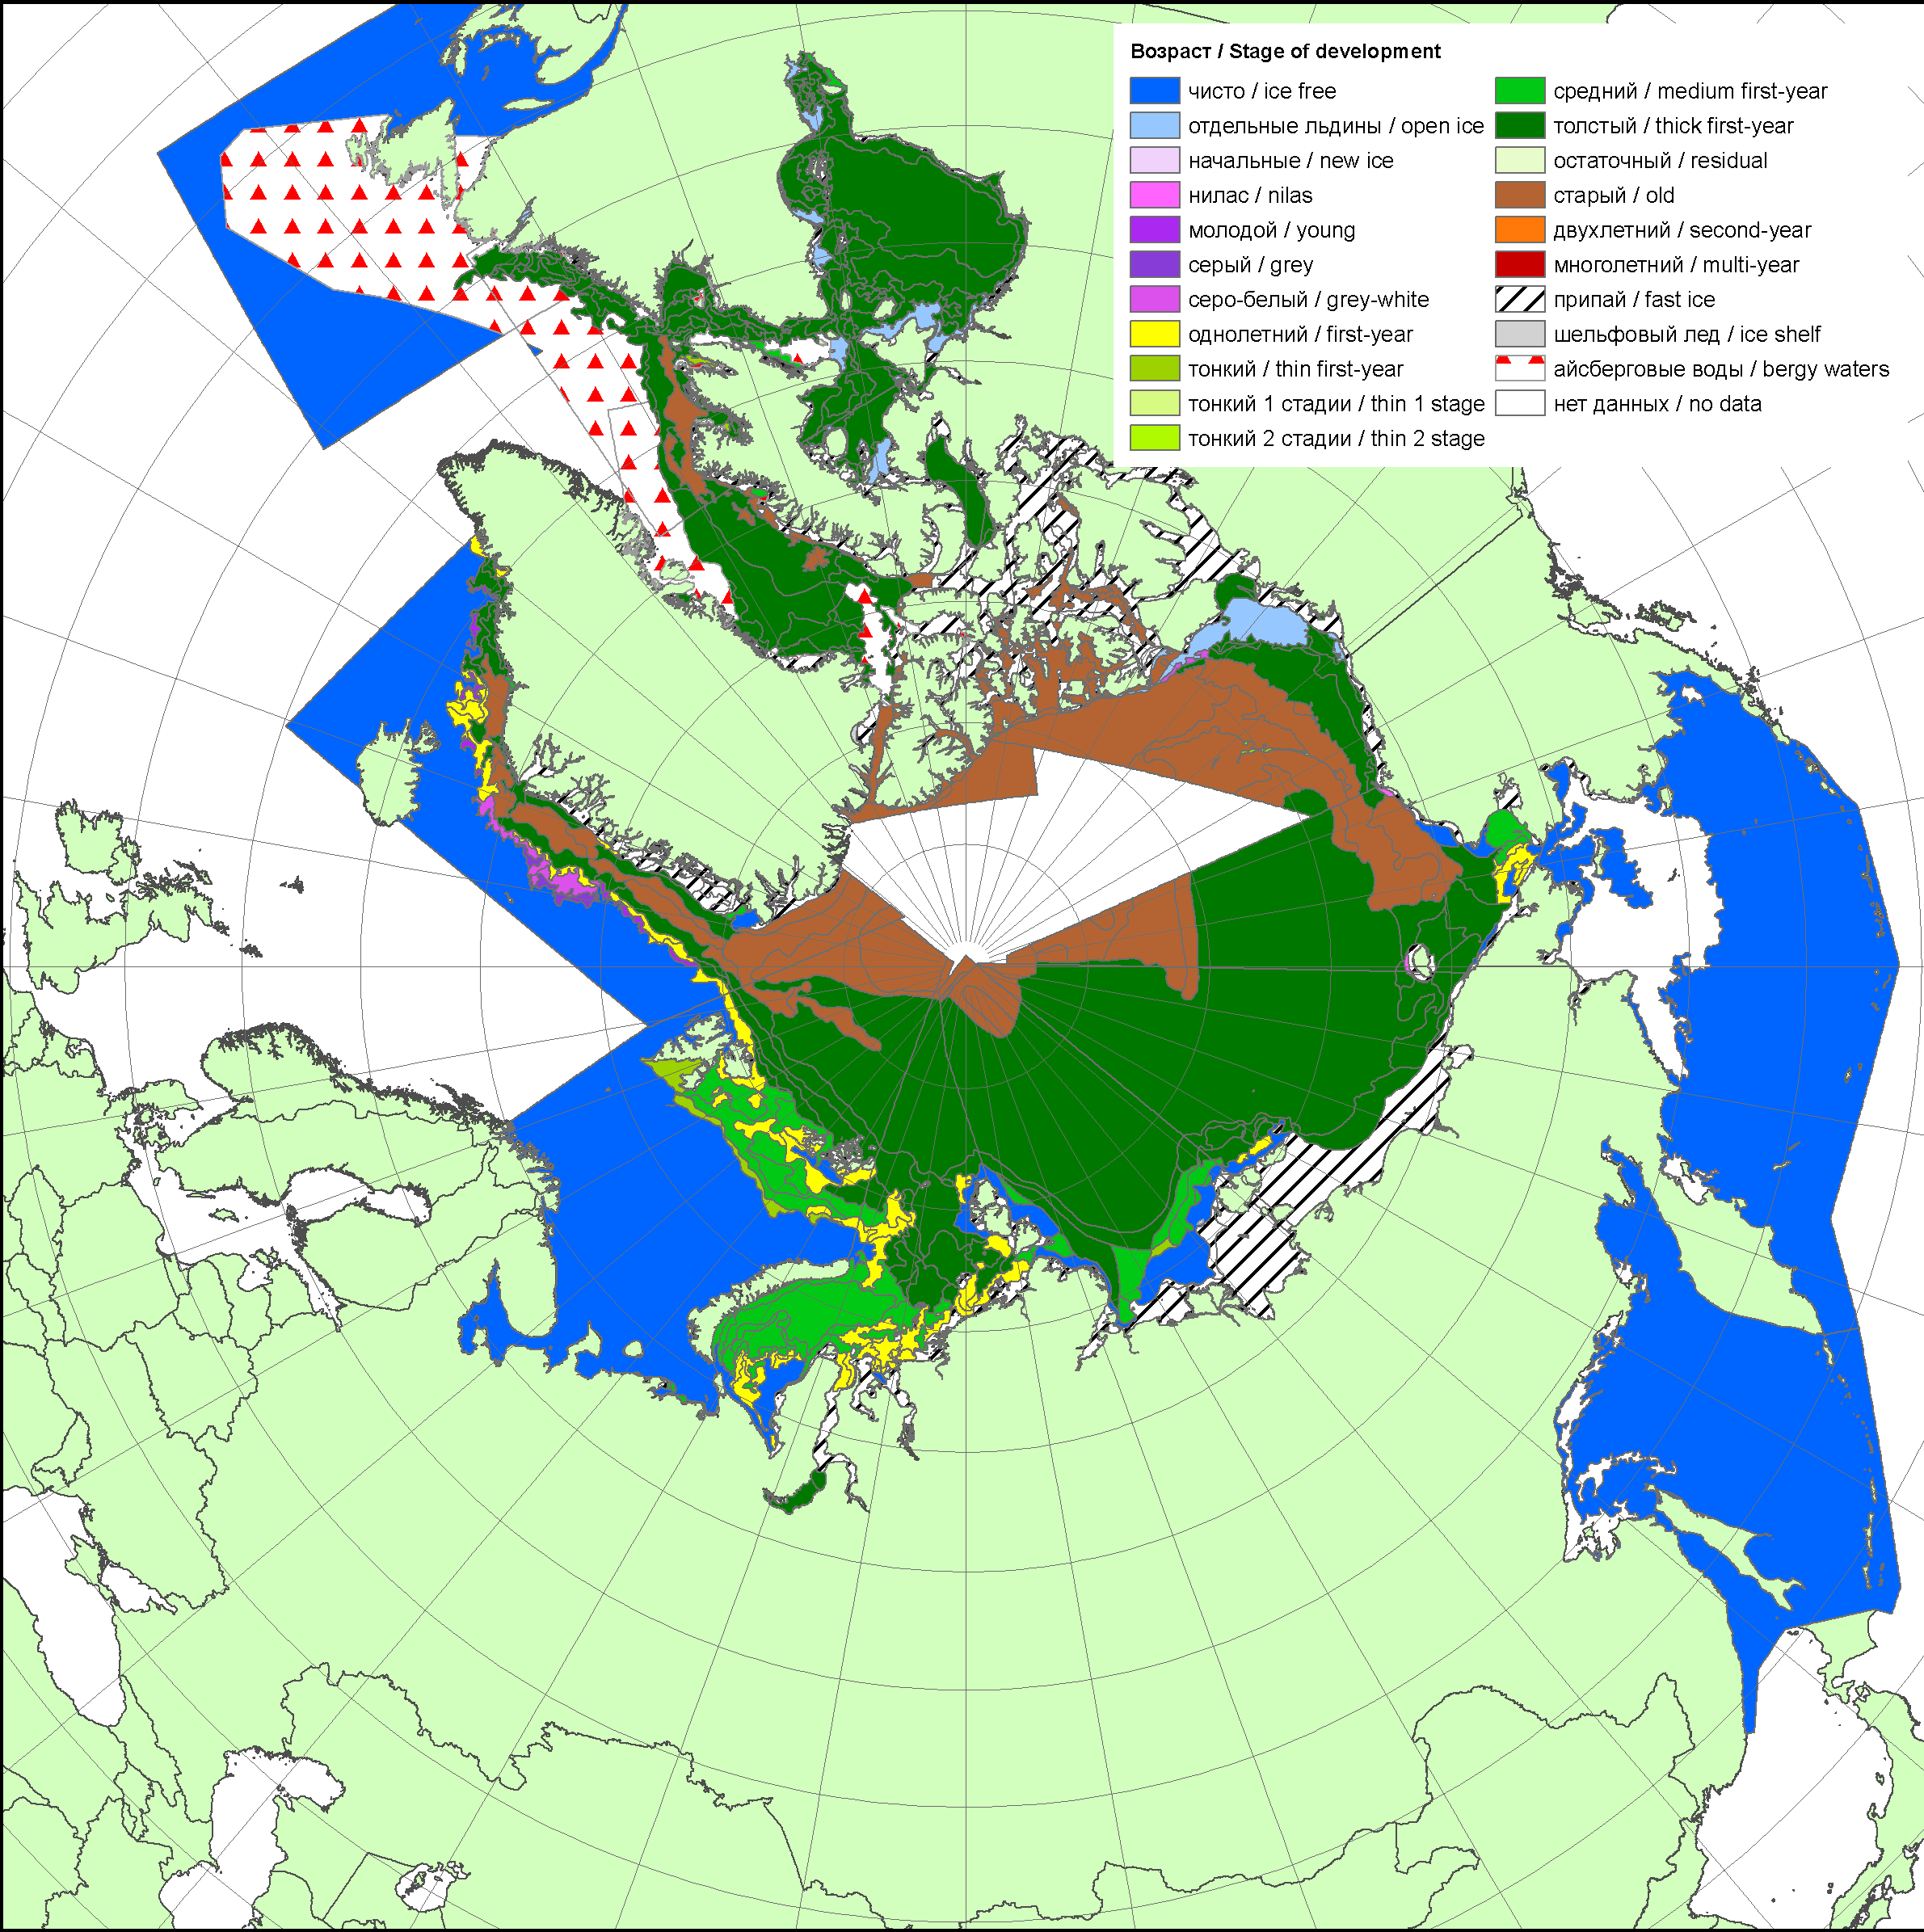 Возраст / Stage of development
чисто / ice free
отдельные льдины / open ice
начальные / new ice
нилас / nilas
молодой / young
серый / grey
серо-белый / grey-white
однолетний / first-year
тонкий / thin first-year
тонкий 1 стадии / thin 1 stage
тонкий 2 стадии / thin 2 stage
средний / medium first-year
толстый / thick first-year
остаточный / residual
старый / old
двухлетний / second-year
многолетний / multi-year
припай / fast ice
шельфовый лед / ice shelf
айсберговые воды / bergy waters
нет данных / no data